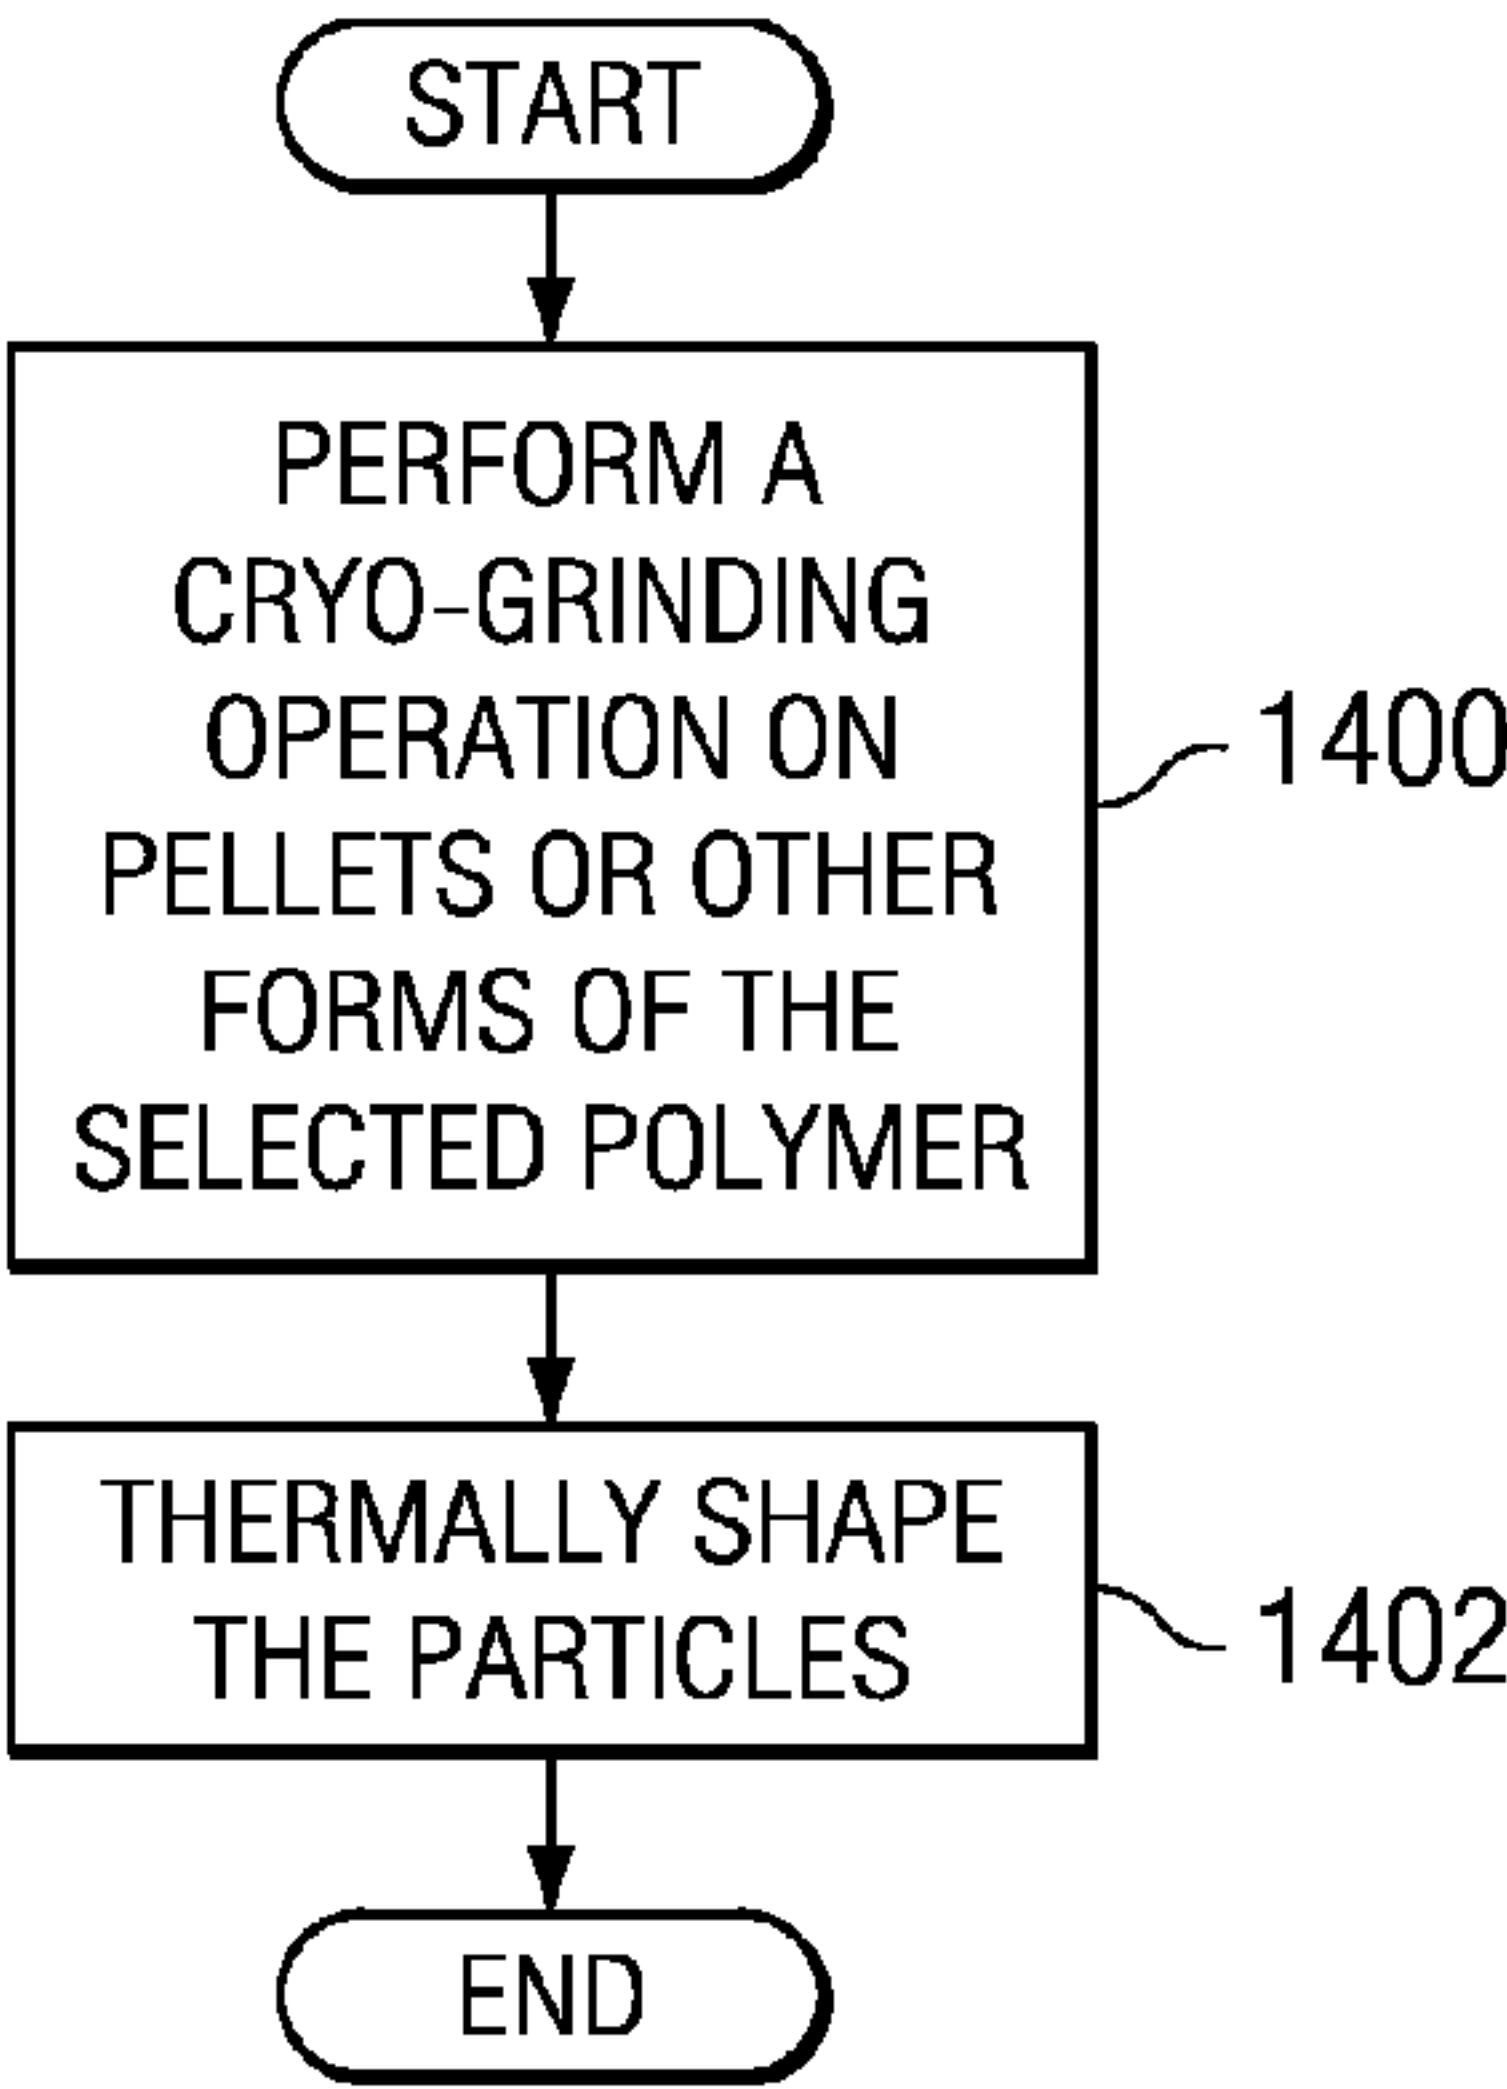 START
PERFORM A
CRYO-GRINDING
OPERATION ON
PELLETS OR OTHER
FORMS OF THE
SELECTED POLYMER
1400
THERMALLY SHAPE
THE PARTICLES
1402
END